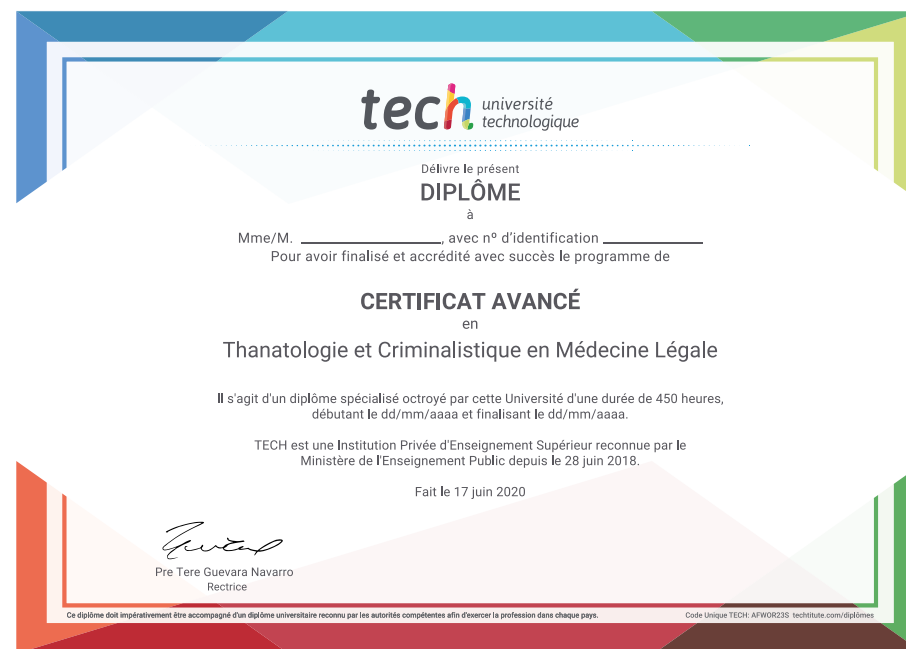 tech université
technologique
Délivre le présent
DIPLÔME
à
Mme/M. ____________________, avec nº d'identification ______________
Pour avoir finalisé et accrédité avec succès le programme de
CERTIFICAT AVANCÉ
en
Thanatologie et Criminalistique en Médecine Légale
Il s'agit d'un diplôme spécialisé octroyé par cette Université d'une durée de 450 heures,
débutant le dd/mm/aaaa et finalisant le dd/mm/aaaa.
TECH est une Institution Privée d'Enseignement Supérieur reconnue par le
Ministère de l'Enseignement Public depuis le 28 juin 2018.
Fait le 17 juin 2020
Pre Tere Guevara Navarro
Rectrice
Ce diplôme doit impérativement être accompagné d'un diplôme universitaire reconnu par les autorités compétentes afin d'exercer la profession dans chaque pays.
Code Unique TECH: AFWOR23S techtitute.com/diplômes